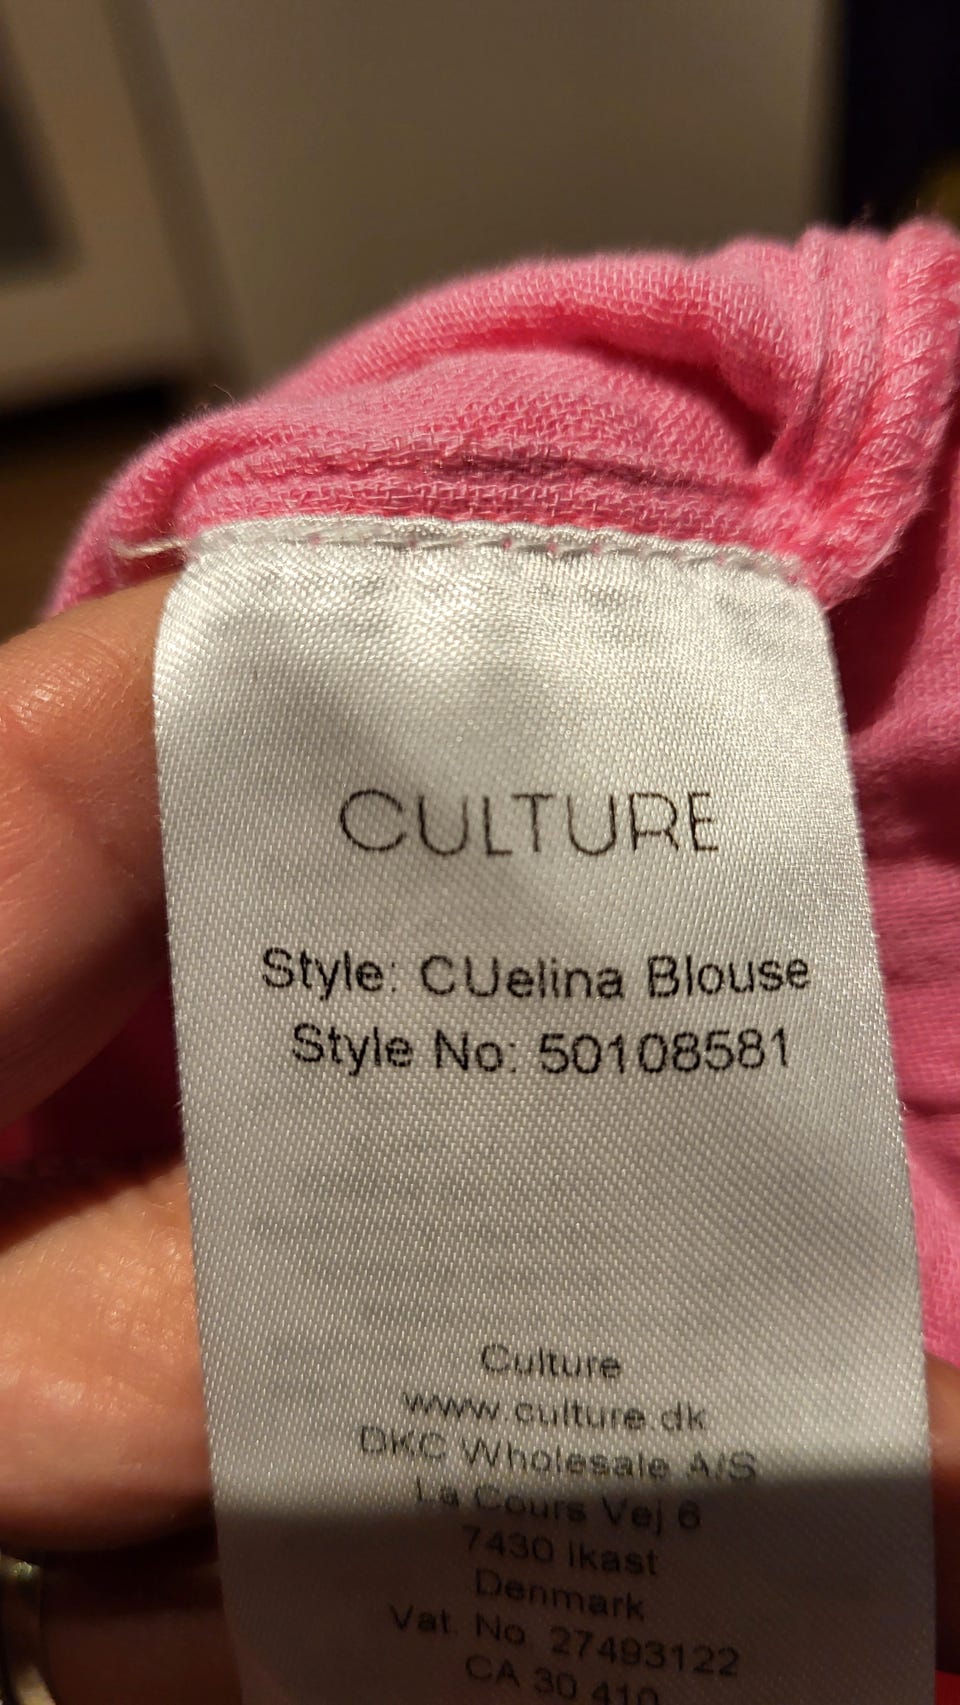 CULTURE
Style: CUelina Blouse
Style No: 50108581
Culture
www.culture.dk
DKC Wholesale A/S
La Cours Vej 6
7430 Ikast
Denmark
Vat. No. 27493122
CA 30 410